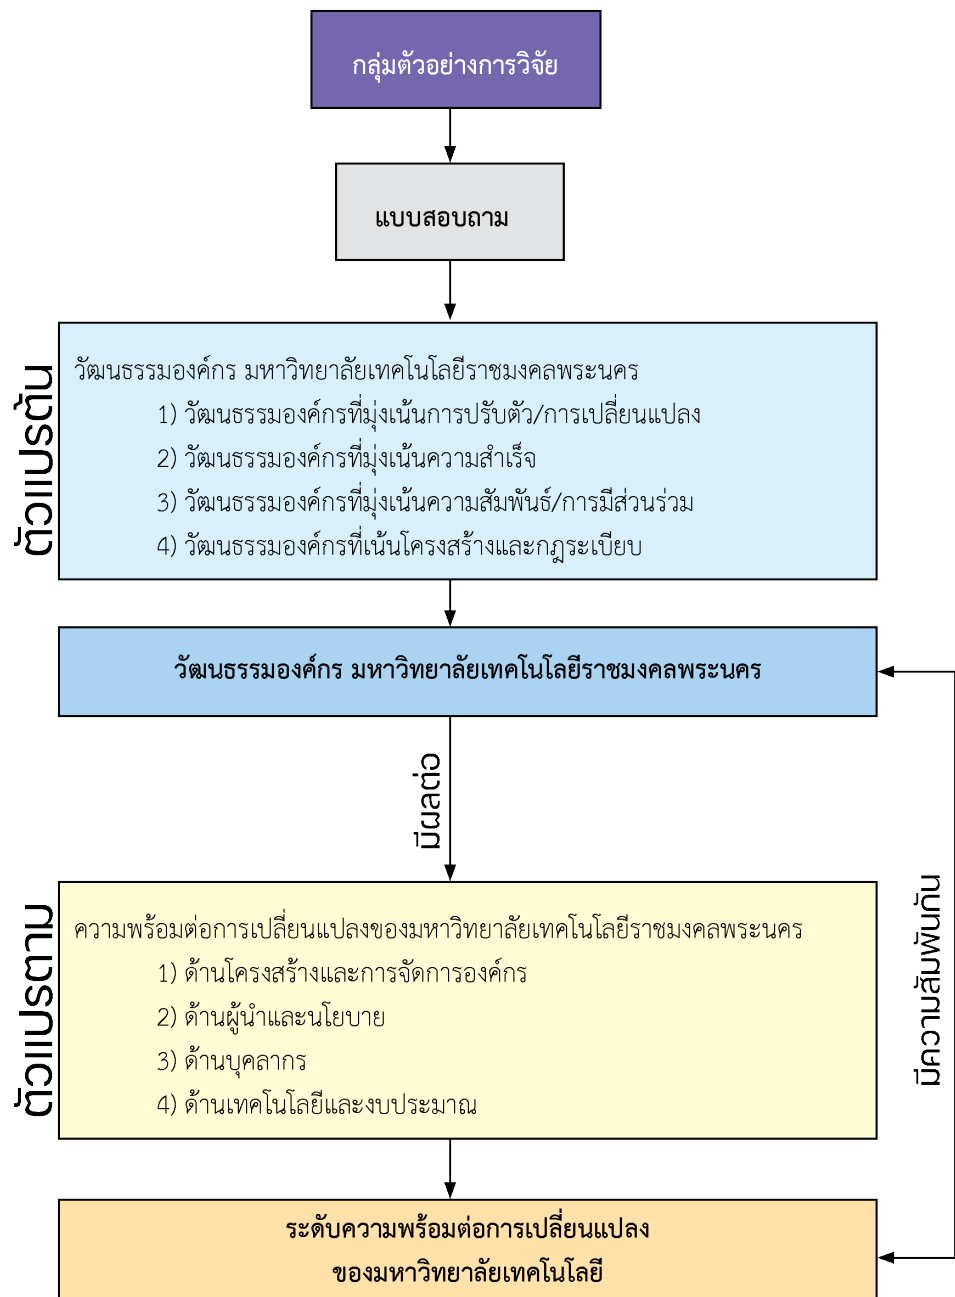 กลุ่มตัวอย่างการวิจัย
แบบสอบถาม
ตัวแปรต้น
วัฒนธรรมองค์กร มหาวิทยาลัยเทคโนโลยีราชมงคลพระนคร
1) วัฒนธรรมองค์กรที่มุ่งเน้นการปรับตัว/การเปลี่ยนแปลง
2) วัฒนธรรมองค์กรที่มุ่งเน้นความสำเร็จ
3) วัฒนธรรมองค์กรที่มุ่งเน้นความสัมพันธ์/การมีส่วนร่วม
4) วัฒนธรรมองค์กรที่เน้นโครงสร้างและกฎระเบียบ
วัฒนธรรมองค์กร มหาวิทยาลัยเทคโนโลยีราชมงคลพระนคร
มีผลต่อ
มีความสัมพันกัน
ตัวแปรตาม
ความพร้อมต่อการเปลี่ยนแปลงของมหาวิทยาลัยเทคโนโลยีราชมงคลพระนคร
1) ด้านโครงสร้างและการจัดการองค์กร
2) ด้านผู้นำและนโยบาย
3) ด้านบุคลากร
4) ด้านเทคโนโลยีและงบประมาณ
ระดับความพร้อมต่อการเปลี่ยนแปลง
ของมหาวิทยาลัยเทคโนโลยี